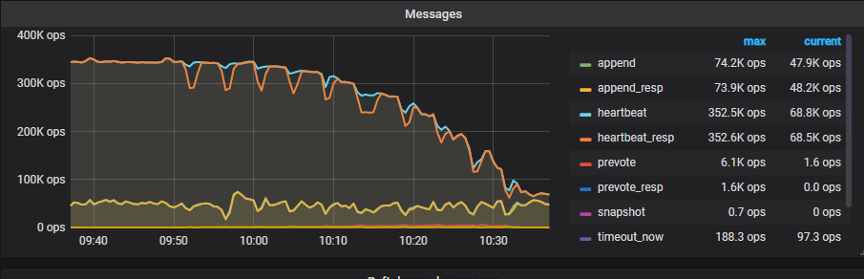 Messages
400K ops
300K ops
200K ops
100K ops
0 ops
09:40 09:50 10:00 10:10 10:20 10:30
max current
append 74.2K ops 47.9K ops
append_resp 73.9K ops 48.2K ops
heartbeat 352.5K ops 68.8K ops
heartbeat_resp 352.6K ops 68.5K ops
prevote 6.1K ops 1.6 ops
prevote_resp 1.6K ops 0.0 ops
snapshot 0.7 ops 0 ops
timeout_now 188.3 ops 97.3 ops